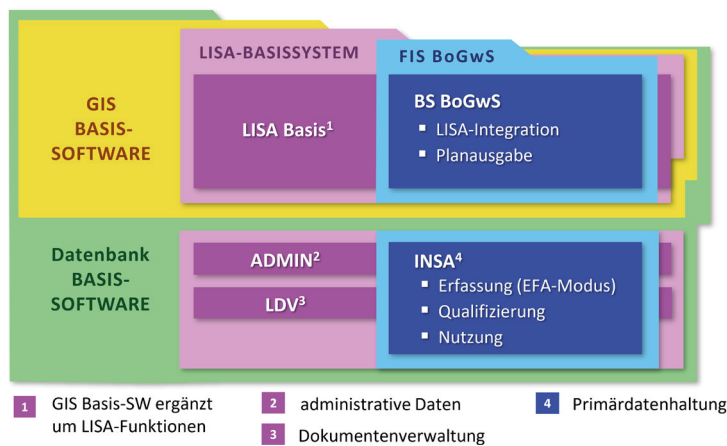 LISA-BASISSYSTEM
FIS BoGwS
GIS
BASIS-
SOFTWARE
LISA Basis1
BS BoGwS
▪ LISA-Integration
▪ Planausgabe
Datenbank
BASIS-
SOFTWARE
ADMIN2
LDV3
INSA4
▪ Erfassung (EFA-Modus)
▪ Qualifizierung
▪ Nutzung
1 GIS Basis-SW ergänzt
um LISA-Funktionen
2 administrative Daten
3 Dokumentenverwaltung
4 Primärdatenhaltung